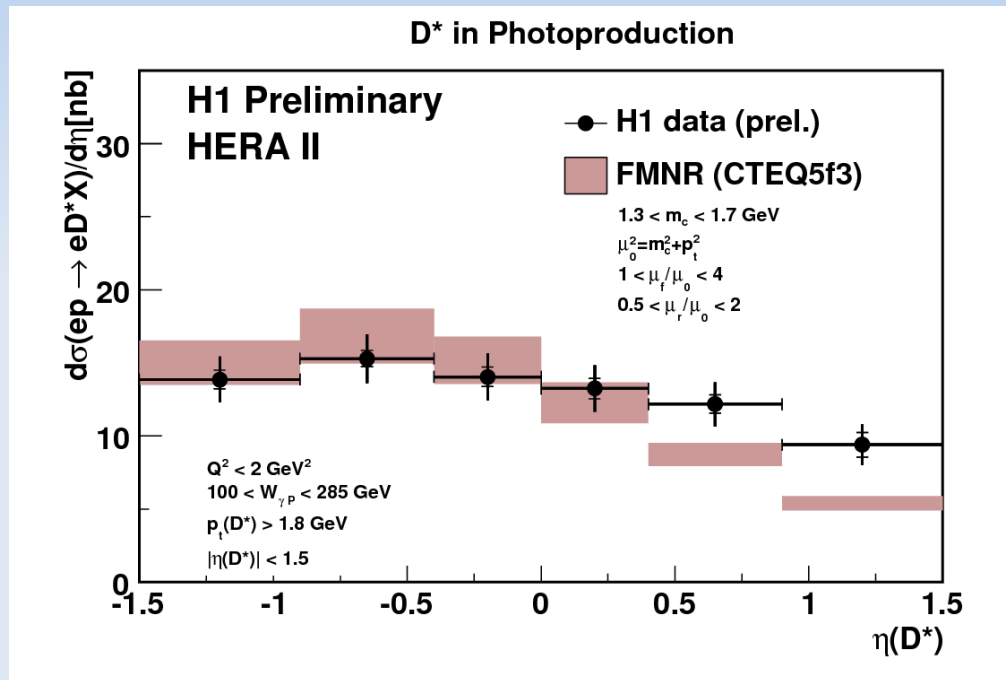 D* in Photoproduction
dσ(ep → eD*X)/dη[nb]
H1 Preliminary
HERA II
H1 data (prel.)
FMNR (CTEQ5f3)
1.3 < m_c < 1.7 GeV
μ_0^2=m_c^2+p_t^2
1 < μ_f/μ_0 < 4
0.5 < μ_r/μ_0 < 2
30
20
10
0
Q² < 2 GeV²
100 < W_γP < 285 GeV
p_t(D*) > 1.8 GeV
|η(D*)| < 1.5
-1.5 -1 -0.5 0 0.5 1 1.5
η(D*)